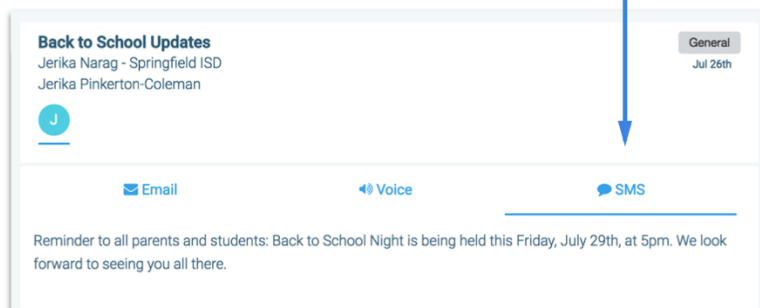 Back to School Updates
General
Jerika Narag - Springfield ISD
Jul 26th
Jerika Pinkerton-Coleman
J
Email
Voice
SMS
Reminder to all parents and students: Back to School Night is being held this Friday, July 29th, at 5pm. We look
forward to seeing you all there.